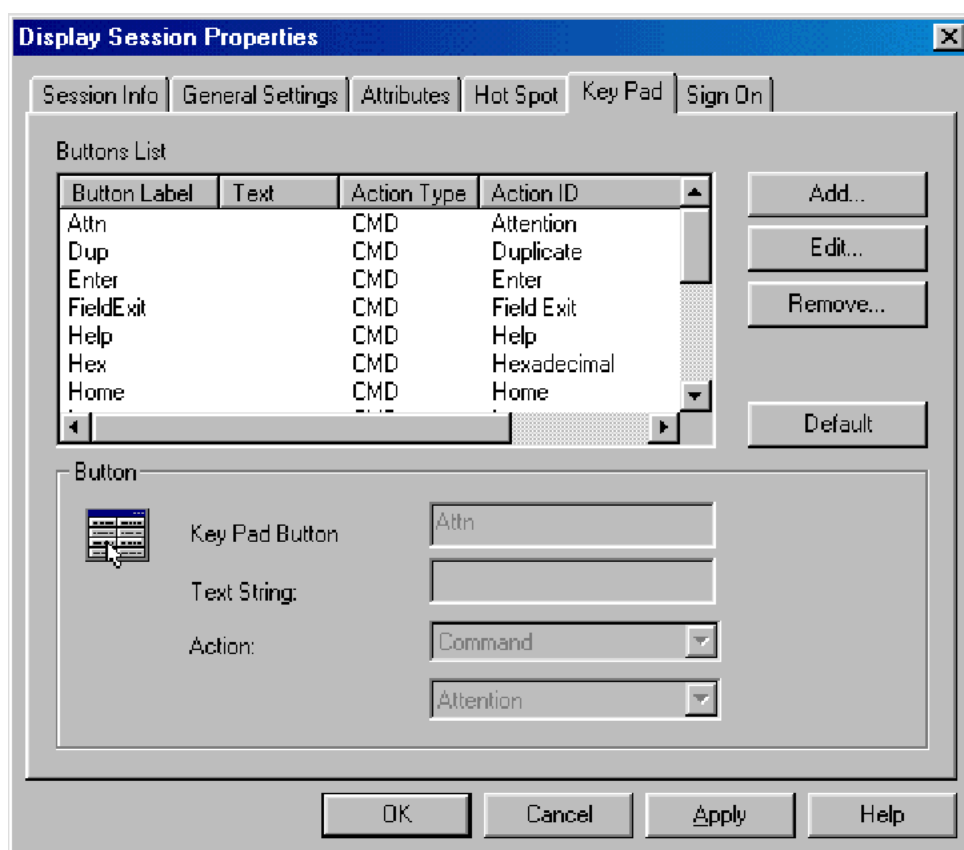 Display Session Properties
Session Info General Settings Attributes Hot Spot Key Pad Sign On
Buttons List
Button Label Text Action Type Action ID
Attn CMD Attention
Dup CMD Duplicate
Enter CMD Enter
FieldExit CMD Field Exit
Help CMD Help
Hex CMD Hexadecimal
Home CMD Home
Add...
Edit...
Remove...
Default
Button
Key Pad Button Attn
Text String:
Action: Command
Attention
OK Cancel Apply Help